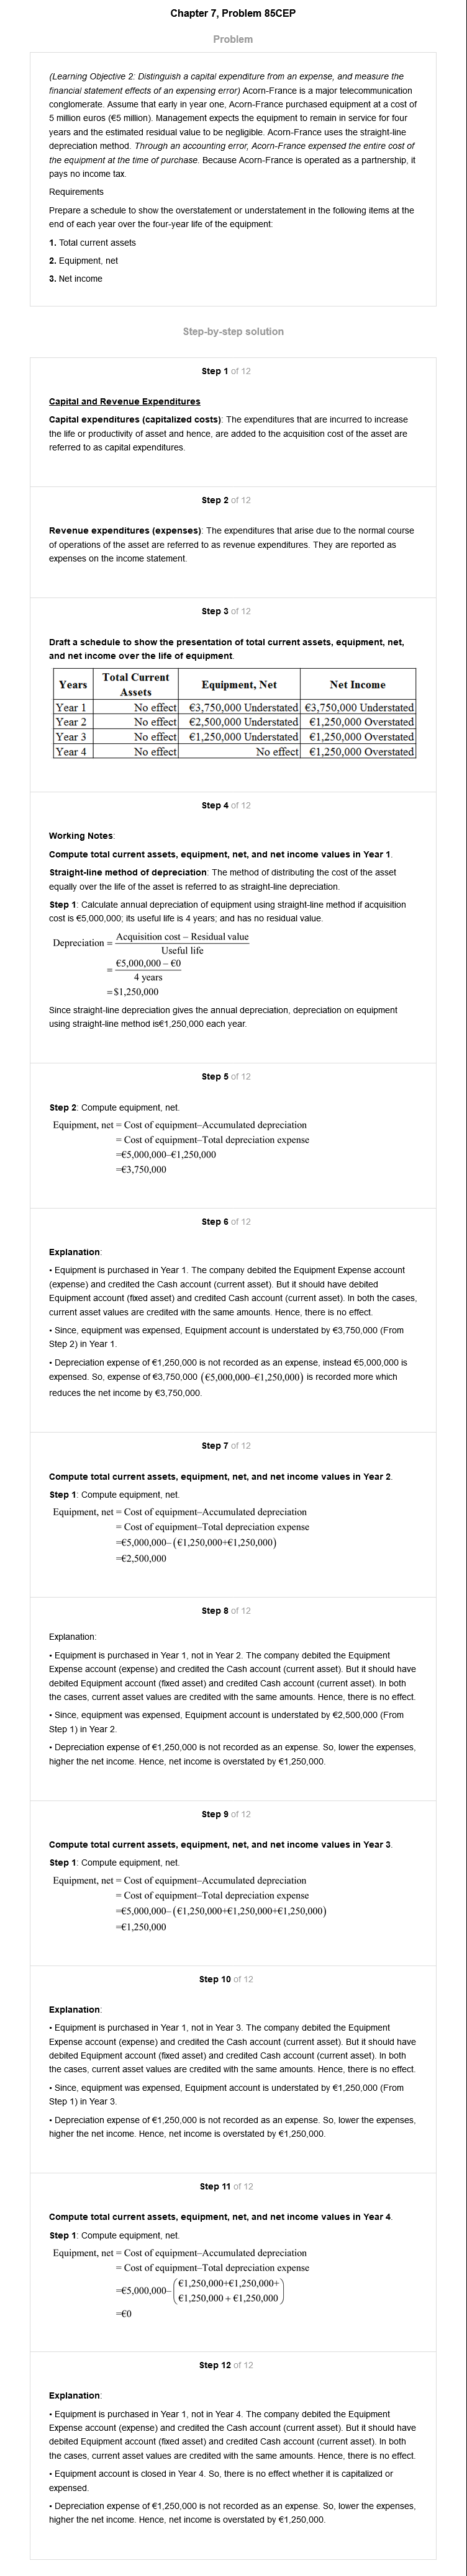 Chapter 7, Problem 85CEP
Problem
(Learning Objective 2: Distinguish a capital expenditure from an expense, and measure the
financial statement effects of an expensing error) Acorn-France is a major telecommunication
conglomerate. Assume that early in year one, Acorn-France purchased equipment at a cost of
5 million euros (€5 million). Management expects the equipment to remain in service for four
years and the estimated residual value to be negligible. Acorn-France uses the straight-line
depreciation method. Through an accounting error, Acorn-France expensed the entire cost of
the equipment at the time of purchase. Because Acorn-France is operated as a partnership, it
pays no income tax.
Requirements
Prepare a schedule to show the overstatement or understatement in the following items at the
end of each year over the four-year life of the equipment:
1. Total current assets
2. Equipment, net
3. Net income
Step-by-step solution
Step 1 of 12
Capital and Revenue Expenditures
Capital expenditures (capitalized costs): The expenditures that are incurred to increase
the life or productivity of asset and hence, are added to the acquisition cost of the asset are
referred to as capital expenditures.
Step 2 of 12
Revenue expenditures (expenses): The expenditures that arise due to the normal course
of operations of the asset are referred to as revenue expenditures. They are reported as
expenses on the income statement.
Step 3 of 12
Draft a schedule to show the presentation of total current assets, equipment, net,
and net income over the life of equipment.
Years Total Current Assets Equipment, Net Net Income
Year 1 No effect €3,750,000 Understated €3,750,000 Understated
Year 2 No effect €2,500,000 Understated €1,250,000 Overstated
Year 3 No effect €1,250,000 Understated €1,250,000 Overstated
Year 4 No effect No effect €1,250,000 Overstated
Step 4 of 12
Working Notes:
Compute total current assets, equipment, net, and net income values in Year 1.
Straight-line method of depreciation: The method of distributing the cost of the asset
equally over the life of the asset is referred to as straight-line depreciation.
Step 1: Calculate annual depreciation of equipment using straight-line method if acquisition
cost is €5,000,000; its useful life is 4 years; and has no residual value.
Depreciation = Acquisition cost – Residual value
Useful life
= €5,000,000 – €0
4 years
=$1,250,000
Since straight-line depreciation gives the annual depreciation, depreciation on equipment
using straight-line method is€1,250,000 each year.
Step 5 of 12
Step 2: Compute equipment, net.
Equipment, net = Cost of equipment–Accumulated depreciation
= Cost of equipment–Total depreciation expense
=€5,000,000–€1,250,000
=€3,750,000
Step 6 of 12
Explanation:
• Equipment is purchased in Year 1. The company debited the Equipment Expense account
(expense) and credited the Cash account (current asset). But it should have debited
Equipment account (fixed asset) and credited Cash account (current asset). In both the cases,
current asset values are credited with the same amounts. Hence, there is no effect.
• Since, equipment was expensed, Equipment account is understated by €3,750,000 (From
Step 2) in Year 1.
• Depreciation expense of €1,250,000 is not recorded as an expense, instead €5,000,000 is
expensed. So, expense of €3,750,000 (€5,000,000–€1,250,000) is recorded more which
reduces the net income by €3,750,000.
Step 7 of 12
Compute total current assets, equipment, net, and net income values in Year 2.
Step 1: Compute equipment, net.
Equipment, net = Cost of equipment–Accumulated depreciation
= Cost of equipment–Total depreciation expense
=€5,000,000–(€1,250,000+€1,250,000)
=€2,500,000
Step 8 of 12
Explanation:
• Equipment is purchased in Year 1, not in Year 2. The company debited the Equipment
Expense account (expense) and credited the Cash account (current asset). But it should have
debited Equipment account (fixed asset) and credited Cash account (current asset). In both
the cases, current asset values are credited with the same amounts. Hence, there is no effect.
• Since, equipment was expensed, Equipment account is understated by €2,500,000 (From
Step 1) in Year 2.
• Depreciation expense of €1,250,000 is not recorded as an expense. So, lower the expenses,
higher the net income. Hence, net income is overstated by €1,250,000.
Step 9 of 12
Compute total current assets, equipment, net, and net income values in Year 3.
Step 1: Compute equipment, net.
Equipment, net = Cost of equipment–Accumulated depreciation
= Cost of equipment–Total depreciation expense
=€5,000,000–(€1,250,000+€1,250,000+€1,250,000)
=€1,250,000
Step 10 of 12
Explanation:
• Equipment is purchased in Year 1, not in Year 3. The company debited the Equipment
Expense account (expense) and credited the Cash account (current asset). But it should have
debited Equipment account (fixed asset) and credited Cash account (current asset). In both
the cases, current asset values are credited with the same amounts. Hence, there is no effect.
• Since, equipment was expensed, Equipment account is understated by €1,250,000 (From
Step 1) in Year 3.
• Depreciation expense of €1,250,000 is not recorded as an expense. So, lower the expenses,
higher the net income. Hence, net income is overstated by €1,250,000.
Step 11 of 12
Compute total current assets, equipment, net, and net income values in Year 4.
Step 1: Compute equipment, net.
Equipment, net = Cost of equipment–Accumulated depreciation
= Cost of equipment–Total depreciation expense
=€5,000,000–(€1,250,000+€1,250,000+
€1,250,000 + €1,250,000)
=€0
Step 12 of 12
Explanation:
• Equipment is purchased in Year 1, not in Year 4. The company debited the Equipment
Expense account (expense) and credited the Cash account (current asset). But it should have
debited Equipment account (fixed asset) and credited Cash account (current asset). In both
the cases, current asset values are credited with the same amounts. Hence, there is no effect.
• Equipment account is closed in Year 4. So, there is no effect whether it is capitalized or
expensed.
• Depreciation expense of €1,250,000 is not recorded as an expense. So, lower the expenses,
higher the net income. Hence, net income is overstated by €1,250,000.